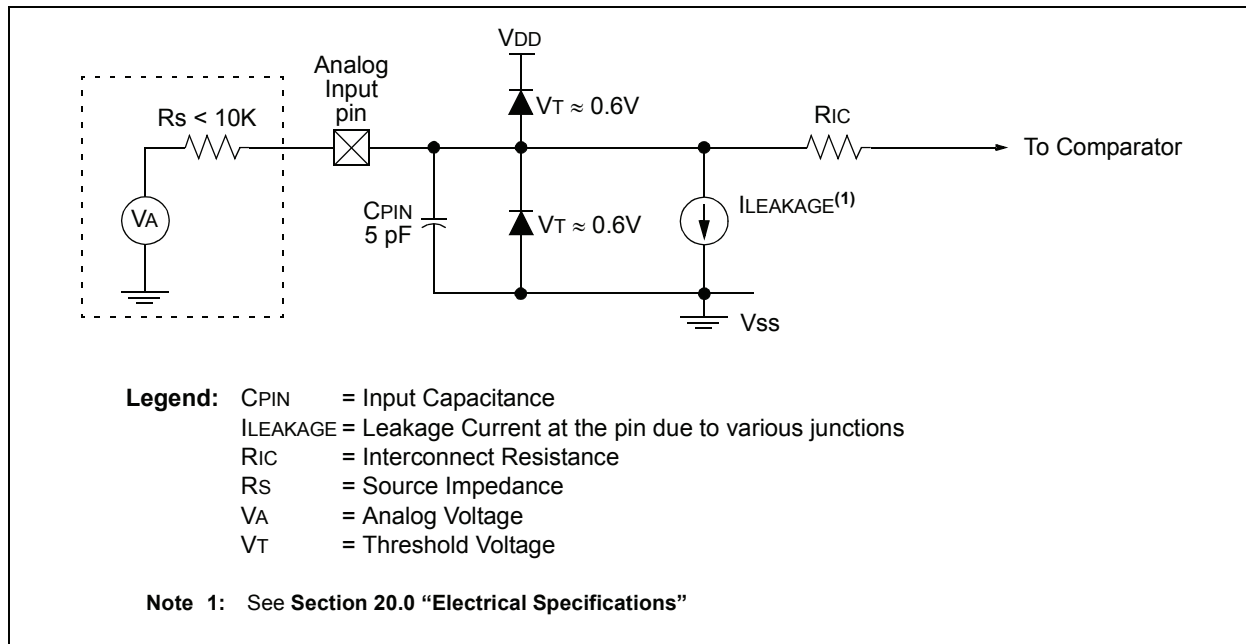 VDD
Analog
Input
pin
Rs < 10K
VT ≈ 0.6V
RIC
To Comparator
VA
CPIN
5 pF
VT ≈ 0.6V
ILEAKAGE(1)
Vss
Legend: CPIN = Input Capacitance
ILEAKAGE = Leakage Current at the pin due to various junctions
RIC = Interconnect Resistance
RS = Source Impedance
VA = Analog Voltage
VT = Threshold Voltage
Note 1: See Section 20.0 “Electrical Specifications”